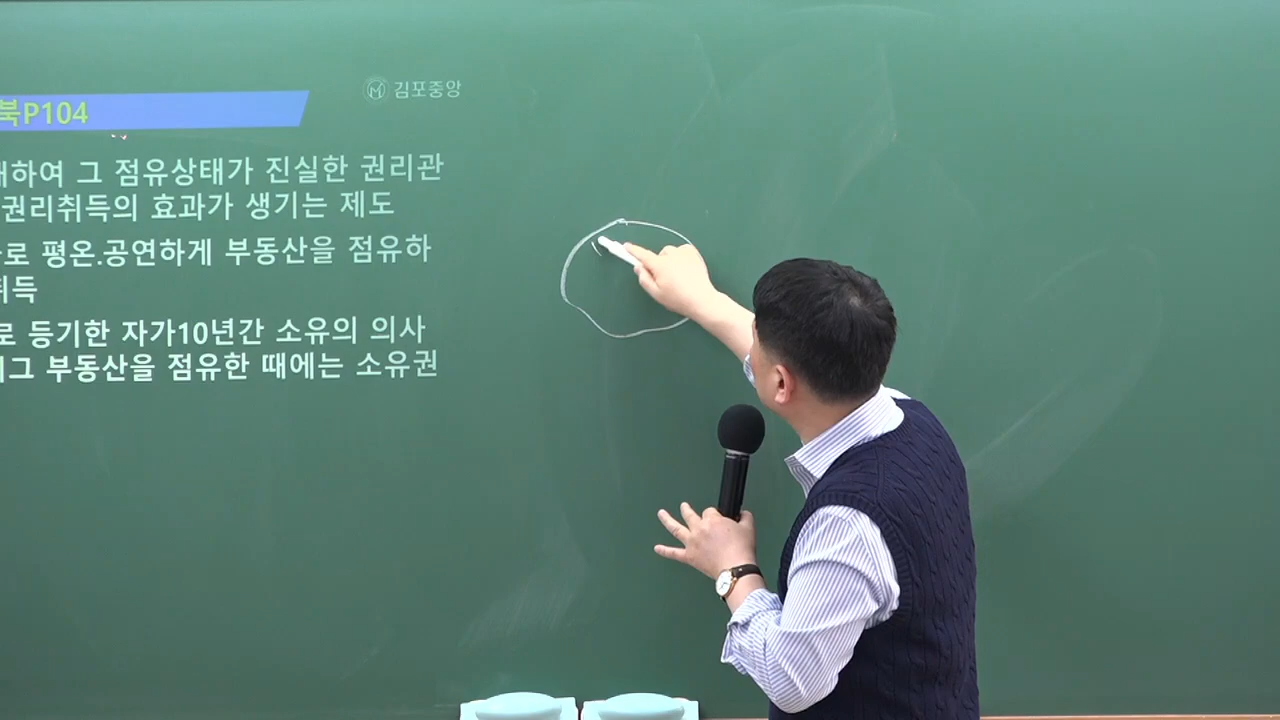 김포중앙
북P104
하여 그 점유상태가 진실한 권리관
권리취득의 효과가 생기는 제도
로 평온.공연하게 부동산을 점유하
취득
로 등기한 자가10년간 소유의 의사
그 부동산을 점유한 때에는 소유권